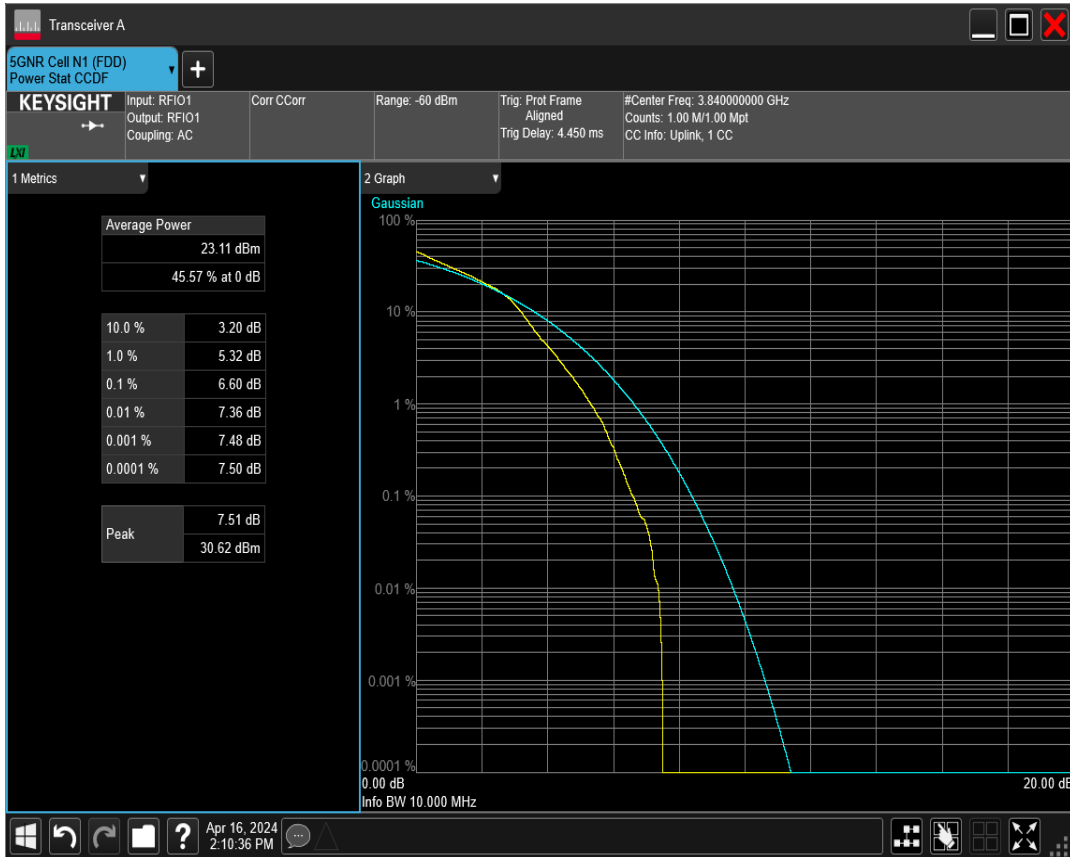 Transceiver A
5GNR Cell N1 (FDD)
Power Stat CCDF
KEYSIGHT
LXI
Input: RFIO1
Output: RFIO1
Coupling: AC
Corr CCorr
Range: -60 dBm
Trig: Prot Frame
Aligned
Trig Delay: 4.450 ms
#Center Freq: 3.840000000 GHz
Counts: 1.00 M/1.00 Mpt
CC Info: Uplink, 1 CC
1 Metrics
Average Power
23.11 dBm
45.57 % at 0 dB
10.0 % 3.20 dB
1.0 % 5.32 dB
0.1 % 6.60 dB
0.01 % 7.36 dB
0.001 % 7.48 dB
0.0001 % 7.50 dB
Peak
7.51 dB
30.62 dBm
2 Graph
Gaussian
100 %
10 %
1 %
0.1 %
0.01 %
0.001 %
0.0001 %
0.00 dB 20.00 dB
Info BW 10.000 MHz
?
Apr 16, 2024
2:10:36 PM